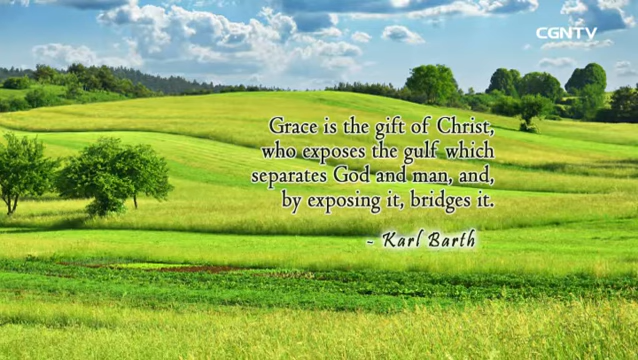 CGNTV
Grace is the gift of Christ,
who exposes the gulf which
separates God and man, and,
by exposing it, bridges it.
~ Karl Barth